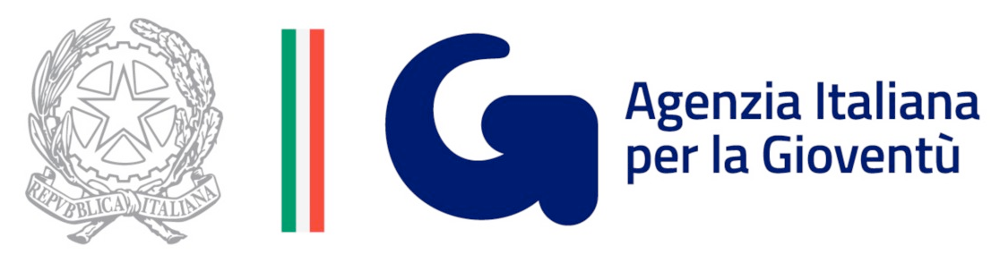 REPVBBLICA ITALIANA
Agenzia Italiana
per la Gioventù